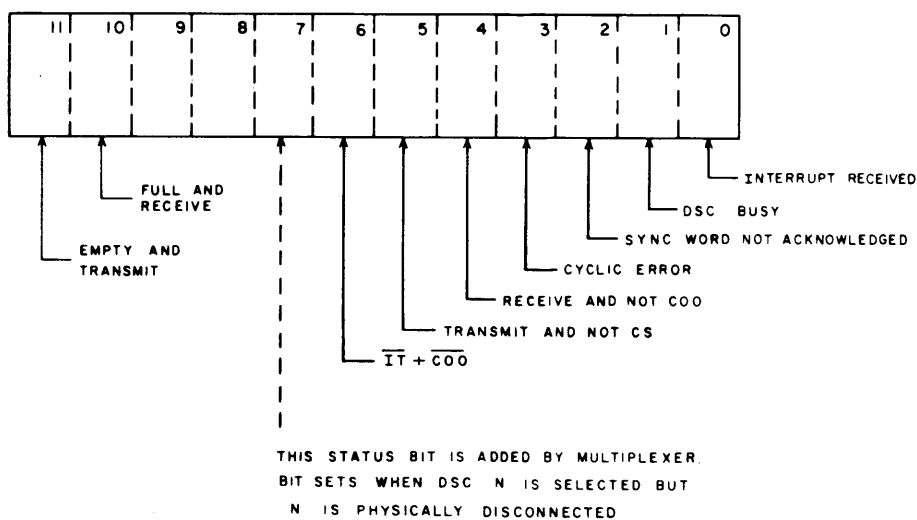 11 10 9 8 7 6 5 4 3 2 1 0
INTERRUPT RECEIVED
FULL AND
RECEIVE
DSC BUSY
SYNC WORD NOT ACKNOWLEDGED
EMPTY AND
TRANSMIT
CYCLIC ERROR
RECEIVE AND NOT COO
TRANSMIT AND NOT CS
I̅T̅ + C̅O̅O̅
THIS STATUS BIT IS ADDED BY MULTIPLEXER.
BIT SETS WHEN DSC N IS SELECTED BUT
N IS PHYSICALLY DISCONNECTED